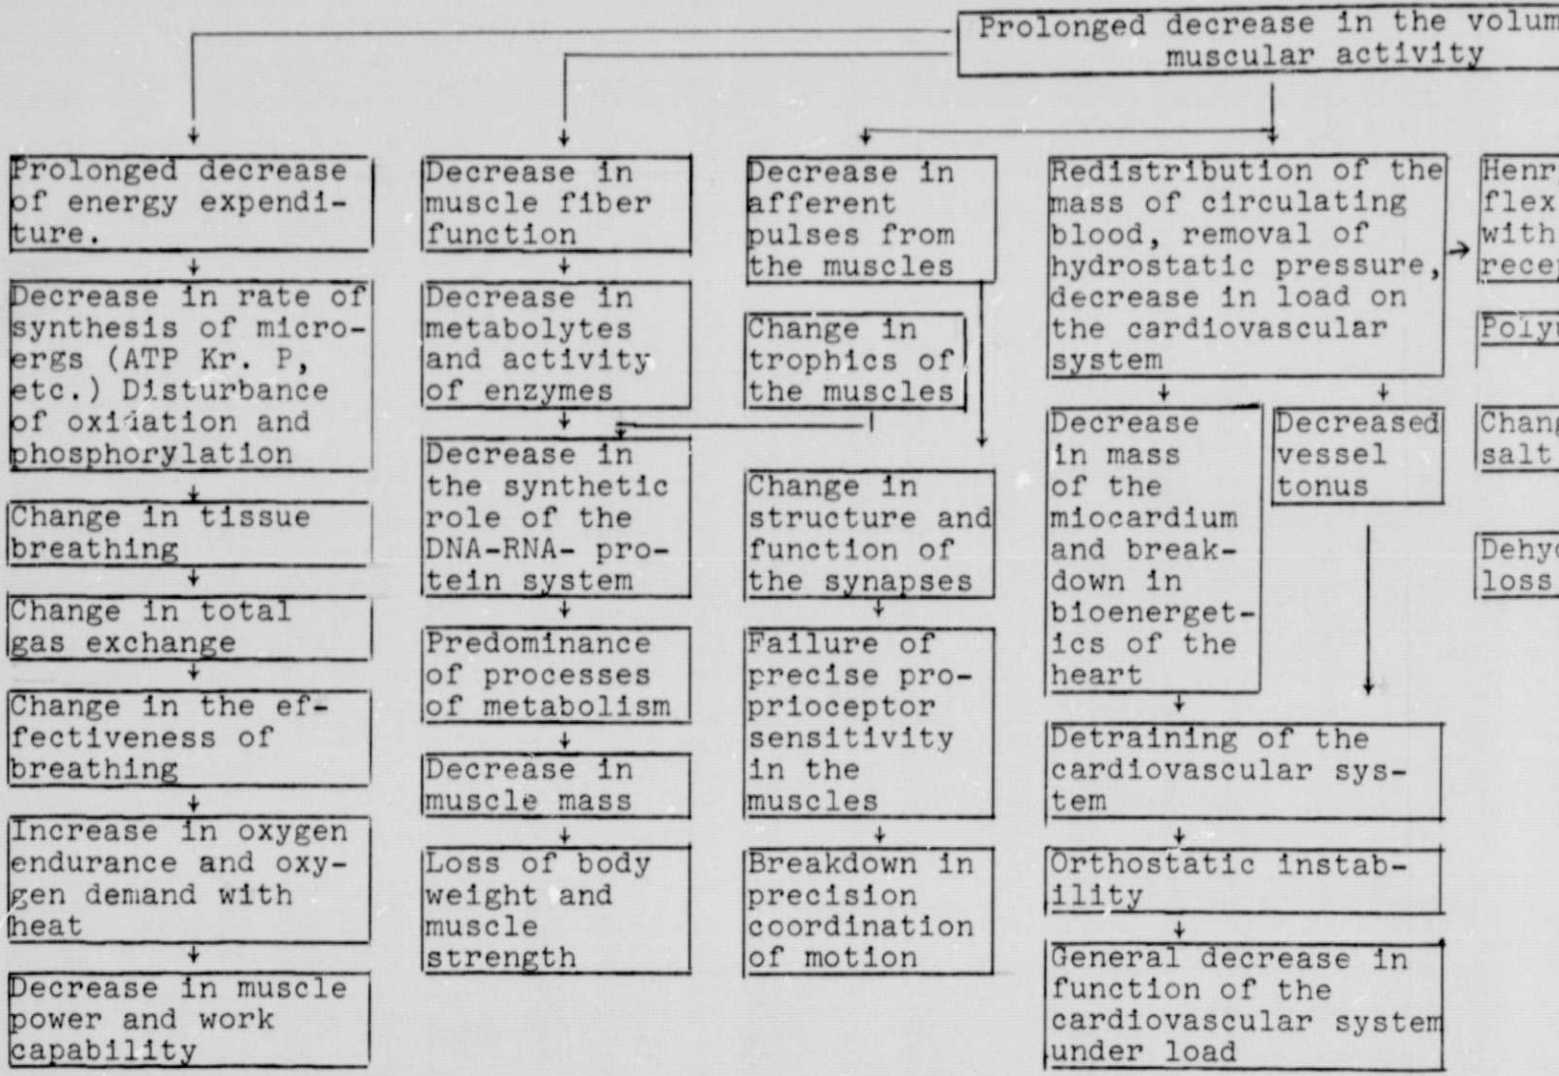 Prolonged decrease in the volum
muscular activity
Prolonged decrease
of energy expendi-
ture.
Decrease in rate of
synthesis of micro-
ergs (ATP Kr. P,
etc.) Disturbance
of oxidation and
phosphorylation
Change in tissue
breathing
Change in total
gas exchange
Change in the ef-
fectiveness of
breathing
Increase in oxygen
endurance and oxy-
gen demand with
heat
Decrease in muscle
power and work
capability
Decrease in
muscle fiber
function
Decrease in
metabolytes
and activity
of enzymes
Decrease in
the synthetic
role of the
DNA-RNA- pro-
tein system
Predominance
of processes
of metabolism
Decrease in
muscle mass
Loss of body
weight and
muscle
strength
Decrease in
afferent
pulses from
the muscles
Change in
trophics of
the muscles
Change in
structure and
function of
the synapses
Failure of
precise pro-
prioceptor
sensitivity
in the
muscles
Breakdown in
precision
coordination
of motion
Redistribution of the
mass of circulating
blood, removal of
hydrostatic pressure,
decrease in load on
the cardiovascular
system
Decrease
in mass
of the
miocardium
and break-
down in
bioenerget-
ics of the
heart
Decreased
vessel
tonus
Detraining of the
cardiovascular sys-
tem
Orthostatic instab-
ility
General decrease in
function of the
cardiovascular system
under load
Henr
flex
with
rece
Poly
Chang
salt
Dehyd
loss